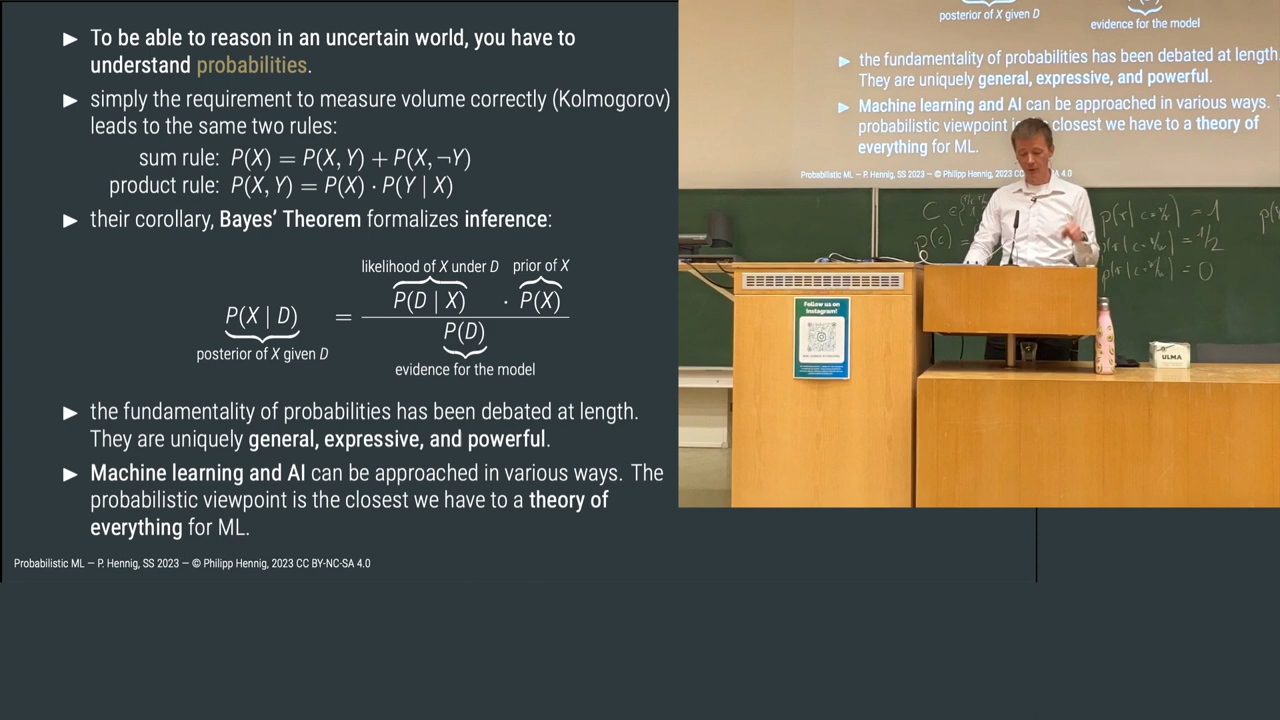 ► To be able to reason in an uncertain world, you have to
understand probabilities.
► simply the requirement to measure volume correctly (Kolmogorov)
leads to the same two rules:
sum rule: P(X) = P(X, Y) + P(X, ¬Y)
product rule: P(X, Y) = P(X) · P(Y | X)
► their corollary, Bayes’ Theorem formalizes inference:
likelihood of X under D prior of X
P(D | X) · P(X)
P(X | D) =
P(D)
posterior of X given D
evidence for the model
► the fundamentality of probabilities has been debated at length.
They are uniquely general, expressive, and powerful.
► Machine learning and AI can be approached in various ways. The
probabilistic viewpoint is the closest we have to a theory of
everything for ML.
Probabilistic ML — P. Hennig, SS 2023 — © Philipp Hennig, 2023 CC BY-NC-SA 4.0
posterior of X given D
evidence for the model
► the fundamentality of probabilities has been debated at length.
They are uniquely general, expressive, and powerful.
► Machine learning and AI can be approached in various ways.
probabilistic viewpoint closest we have to a theory of
everything for ML.
Probabilistic ML — P. Hennig, SS 2023 — © Philipp Hennig, 2023 CC 4.0
C ∈
p(c) =
= 1
= 1/2
= 0
Follow us on
Instagram!
ULMA